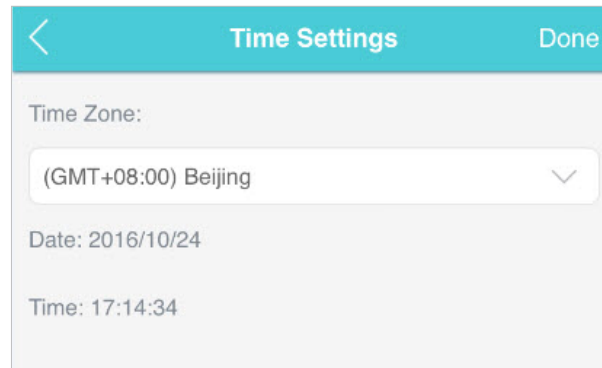 Time Settings Done
Time Zone:
(GMT+08:00) Beijing
Date: 2016/10/24
Time: 17:14:34